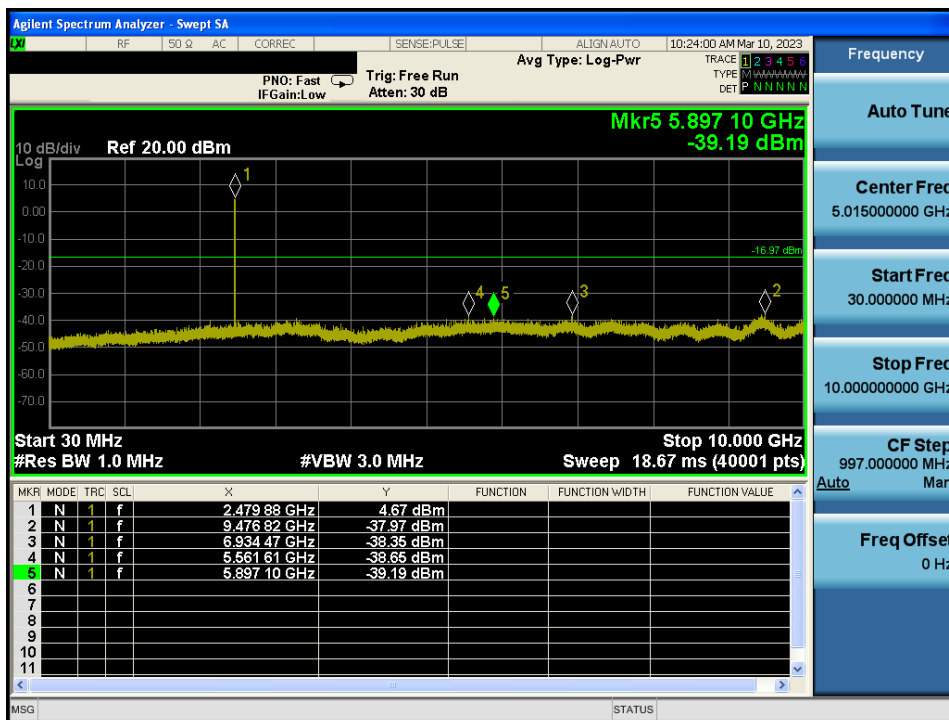 Agilent Spectrum Analyzer - Swept SA
LXI RF 50 Ω AC CORREC SENSE:PULSE ALIGN AUTO 10:24:00 AM Mar 10, 2023
Frequency
Avg Type: Log-Pwr
TRACE 1 2 3 4 5 6
PNO: Fast
Trig: Free Run
TYPE M
IFGain:Low
Atten: 30 dB
DET P N N N N N
Auto Tune
Mkr5 5.897 10 GHz
-39.19 dBm
10 dB/div
Ref 20.00 dBm
Log
10.0
0.00
-10.0
-20.0
-30.0
-40.0
-50.0
-60.0
-70.0
1
-16.97 dBm
4
5
3
2
Center Freq
5.015000000 GHz
Start Freq
30.000000 MHz
Stop Freq
10.000000000 GHz
Start 30 MHz
Stop 10.000 GHz
#Res BW 1.0 MHz
#VBW 3.0 MHz
Sweep 18.67 ms (40001 pts)
CF Step
997.000000 MHz
Auto Man
Freq Offset
0 Hz
MKR MODE TRC SCL X Y FUNCTION FUNCTION WIDTH FUNCTION VALUE
1 N 1 f 2.479 88 GHz 4.67 dBm
2 N 1 f 9.476 82 GHz -37.97 dBm
3 N 1 f 6.934 47 GHz -38.35 dBm
4 N 1 f 5.561 61 GHz -38.65 dBm
5 N 1 f 5.897 10 GHz -39.19 dBm
6
7
8
9
10
11
MSG
STATUS